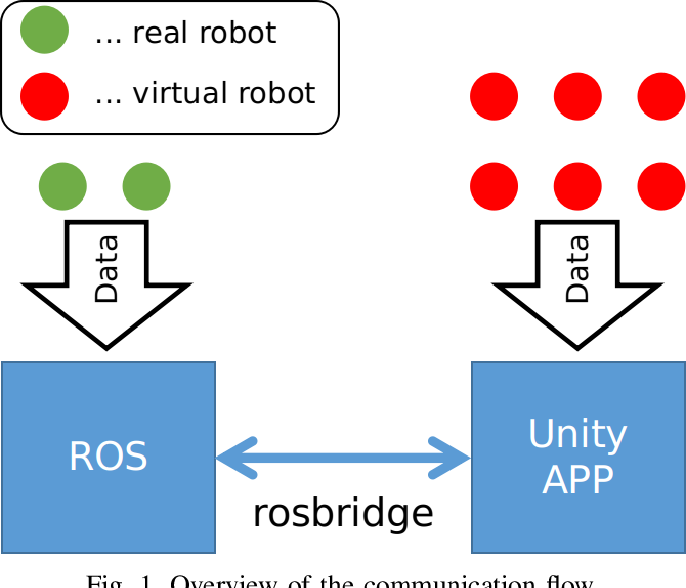 ... real robot
... virtual robot
Data
Data
ROS
Unity
APP
rosbridge
Fig. 1. Overview of the communication flow